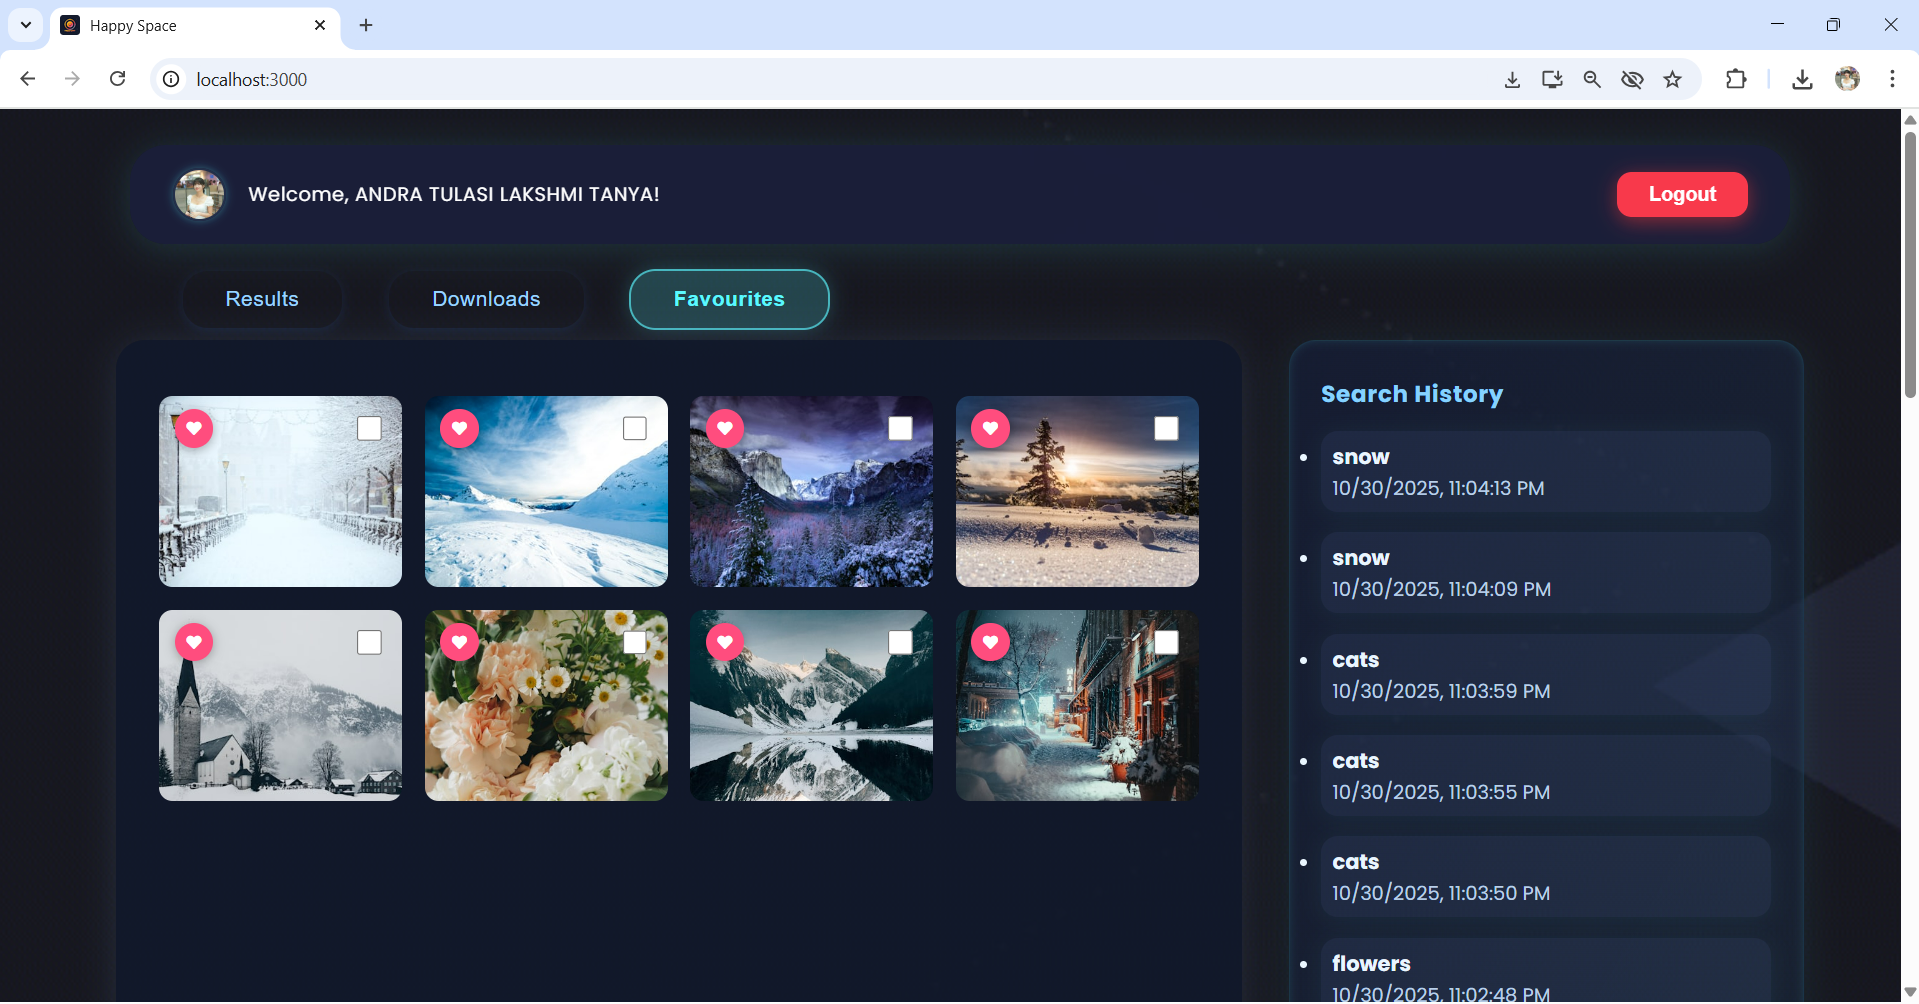 Happy Space
localhost:3000
Welcome, ANDRA TULASI LAKSHMI TANYA!
Logout
Results
Downloads
Favourites
Search History
snow
10/30/2025, 11:04:13 PM
snow
10/30/2025, 11:04:09 PM
cats
10/30/2025, 11:03:59 PM
cats
10/30/2025, 11:03:55 PM
cats
10/30/2025, 11:03:50 PM
flowers
10/30/2025, 11:02:48 PM